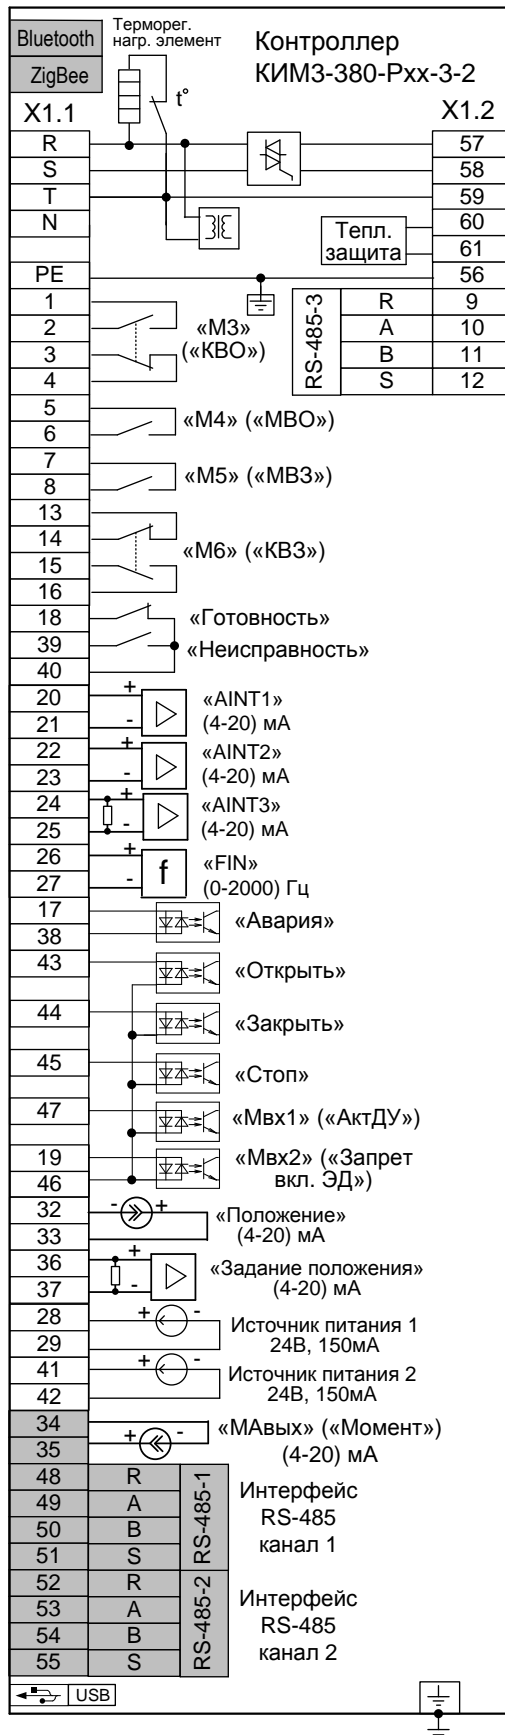 Bluetooth
ZigBee
Терморег.
нагр. элемент
t°
Контроллер
КИМ3-380-Рхх-3-2
X1.1
X1.2
R
S
T
N
PE
57
58
59
60
61
56
Тепл.
защита
RS-485-3
R 9
A 10
B 11
S 12
1
2
3
4
«М3»
(«КВО»)
5
6
«М4» («МВО»)
7
8
«М5» («МВЗ»)
13
14
15
16
«М6» («КВЗ»)
18
39
40
«Готовность»
«Неисправность»
20
21
+
-
«AINT1»
(4-20) мА
22
23
+
-
«AINT2»
(4-20) мА
24
25
+
-
«AINT3»
(4-20) мА
26
27
+
-
f
«FIN»
(0-2000) Гц
17
38
«Авария»
43
«Открыть»
44
«Закрыть»
45
«Стоп»
47
«Мвх1» («АктДУ»)
19
46
«Мвх2» («Запрет
вкл. ЭД»)
32
33
- +
«Положение»
(4-20) мА
36
37
+
-
«Задание положения»
(4-20) мА
28
29
+ -
Источник питания 1
24В, 150мА
41
42
+ -
Источник питания 2
24В, 150мА
34
35
+ -
«МАвых» («Момент»)
(4-20) мА
48 R
49 A
50 B
51 S
RS-485-1
Интерфейс
RS-485
канал 1
52 R
53 A
54 B
55 S
RS-485-2
Интерфейс
RS-485
канал 2
USB